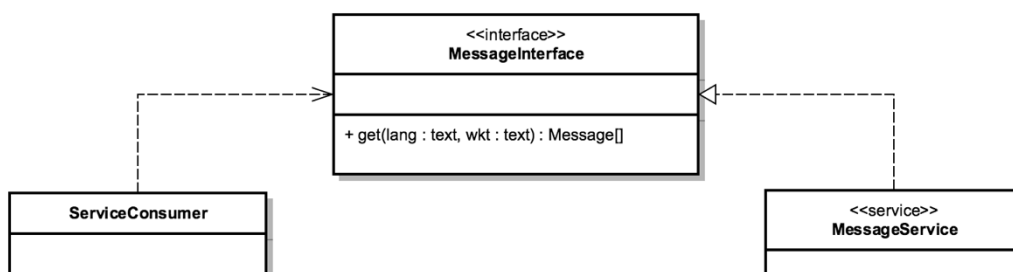 <<interface>>
MessageInterface
+ get(lang : text, wkt : text) : Message[]
ServiceConsumer
<<service>>
MessageService